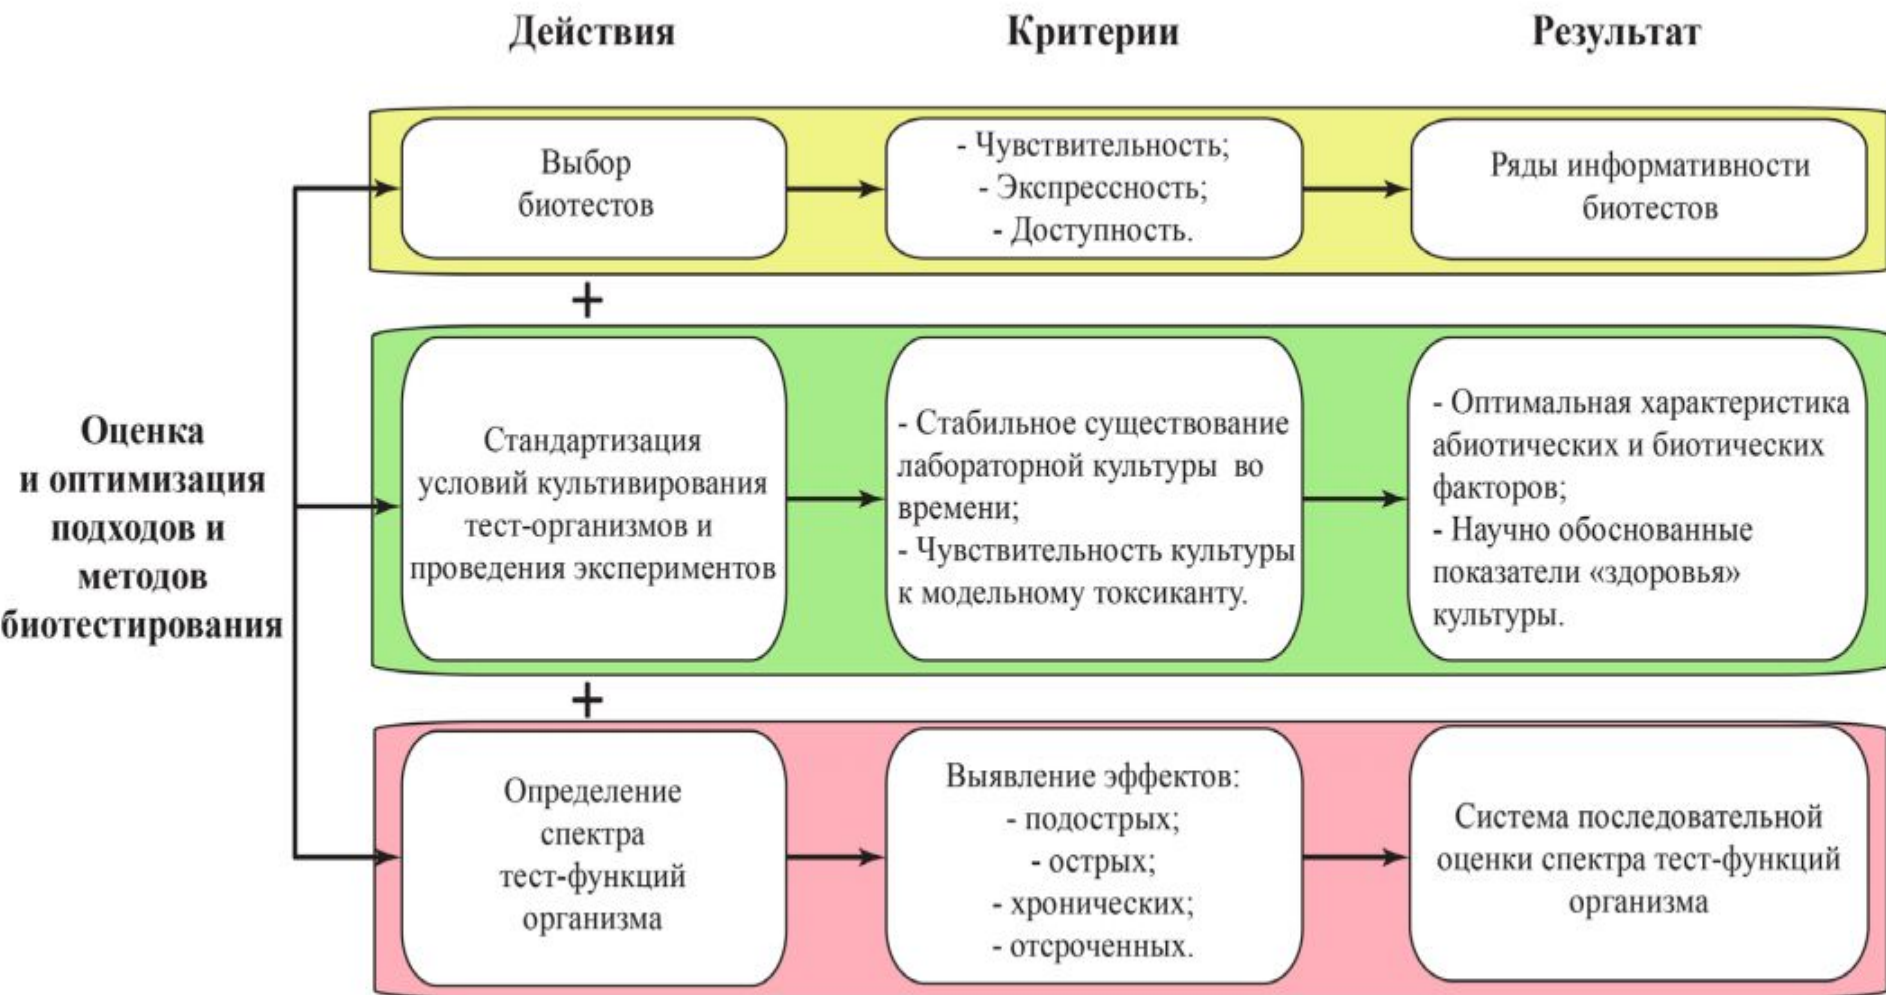 Действия
Критерии
Результат
Оценка
и оптимизация
подходов и
методов
биотестирования
Выбор
биотестов
- Чувствительность;
- Экспрессность;
- Доступность.
Ряды информативности
биотестов
+
Стандартизация
условий культивирования
тест-организмов и
проведения экспериментов
- Стабильное существование
лабораторной культуры во
времени;
- Чувствительность культуры
к модельному токсиканту.
- Оптимальная характеристика
абиотических и биотических
факторов;
- Научно обоснованные
показатели «здоровья»
культуры.
+
Определение
спектра
тест-функций
организма
Выявление эффектов:
- подострых;
- острых;
- хронических;
- отсроченных.
Система последовательной
оценки спектра тест-функций
организма